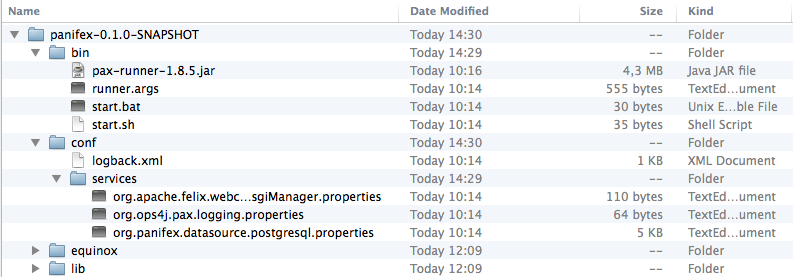 Name Date Modified Size Kind
panifex-0.1.0-SNAPSHOT Today 14:30 -- Folder
bin Today 14:29 -- Folder
pax-runner-1.8.5.jar Today 10:16 4,3 MB Java JAR file
runner.args Today 10:14 555 bytes TextEd...ument
start.bat Today 10:14 30 bytes Unix E...ble File
start.sh Today 10:14 35 bytes Shell Script
conf Today 14:30 -- Folder
logback.xml Today 10:14 1 KB XML Document
services Today 14:29 -- Folder
org.apache.felix.webc...sgiManager.properties Today 10:14 110 bytes TextEd...ument
org.ops4j.pax.logging.properties Today 10:14 64 bytes TextEd...ument
org.panifex.datasource.postgresql.properties Today 10:14 5 KB TextEd...ument
equinox Today 12:09 -- Folder
lib Today 12:09 -- Folder